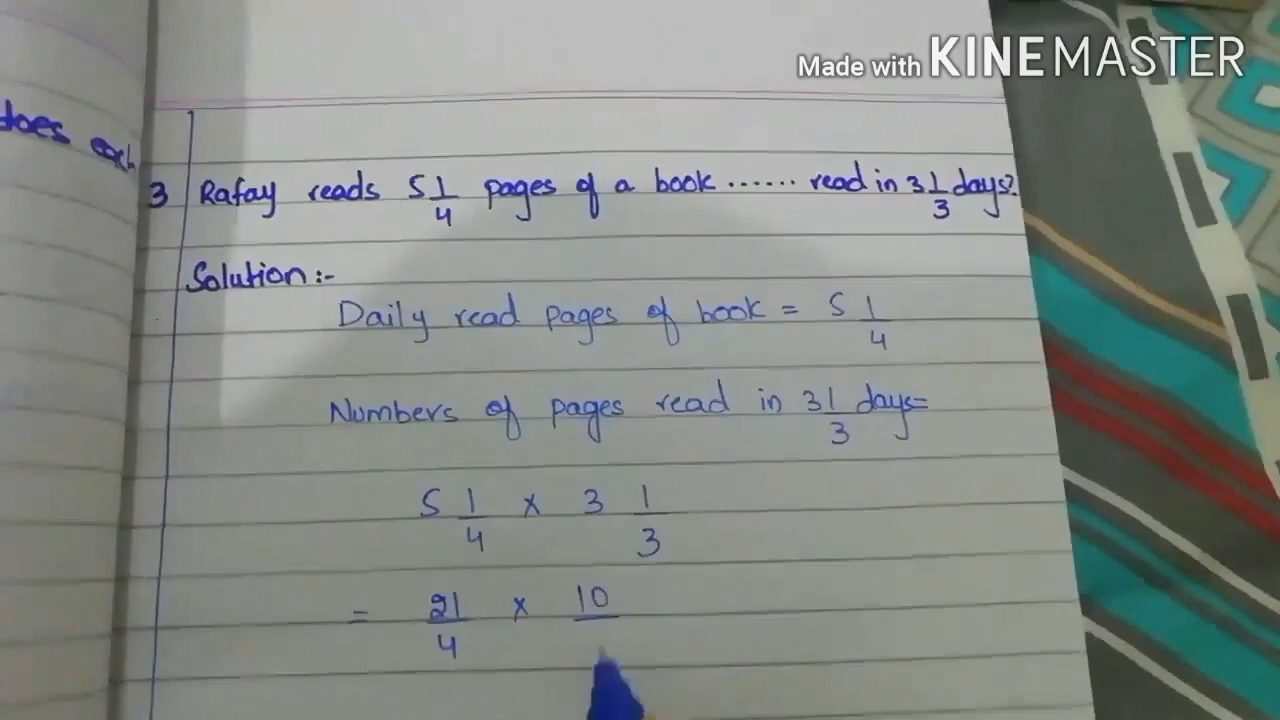 Made with KINEMASTER
does each
3 Rafay reads 5 1/4 pages of a book ...... read in 3 1/3 days?
Solution:-
Daily read pages of book = 5 1/4
Numbers of pages read in 3 1/3 days=
5 1/4 x 3 1/3
= 21/4 x 10/